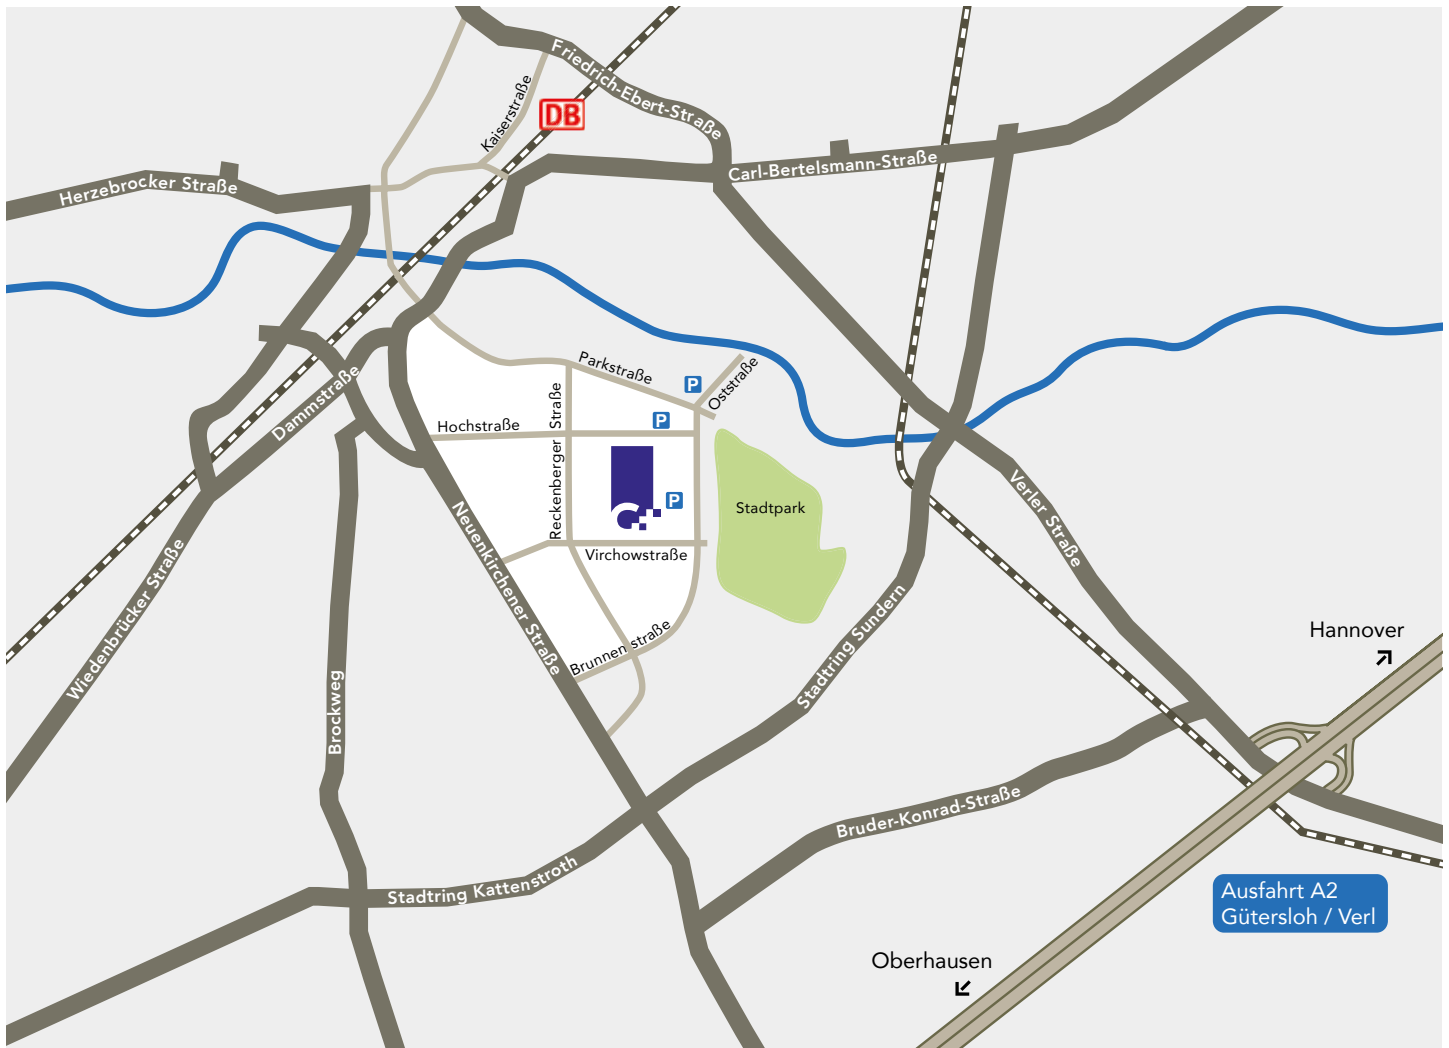 Friedrich-Ebert-Straße
Kaiserstraße
DB
Carl-Bertelsmann-Straße
Herzebrocker Straße
Parkstraße
Oststraße
P
P
P
Dammstraße
Hochstraße
Reckenberger Straße
Stadtpark
Virchowstraße
Neuenkirchener Straße
Verler Straße
Wiedenbrücker Straße
Brunnenstraße
Stadtring Sundern
Brockweg
Hannover
Bruder-Konrad-Straße
Stadtring Kattenstroth
Ausfahrt A2
Gütersloh / Verl
Oberhausen